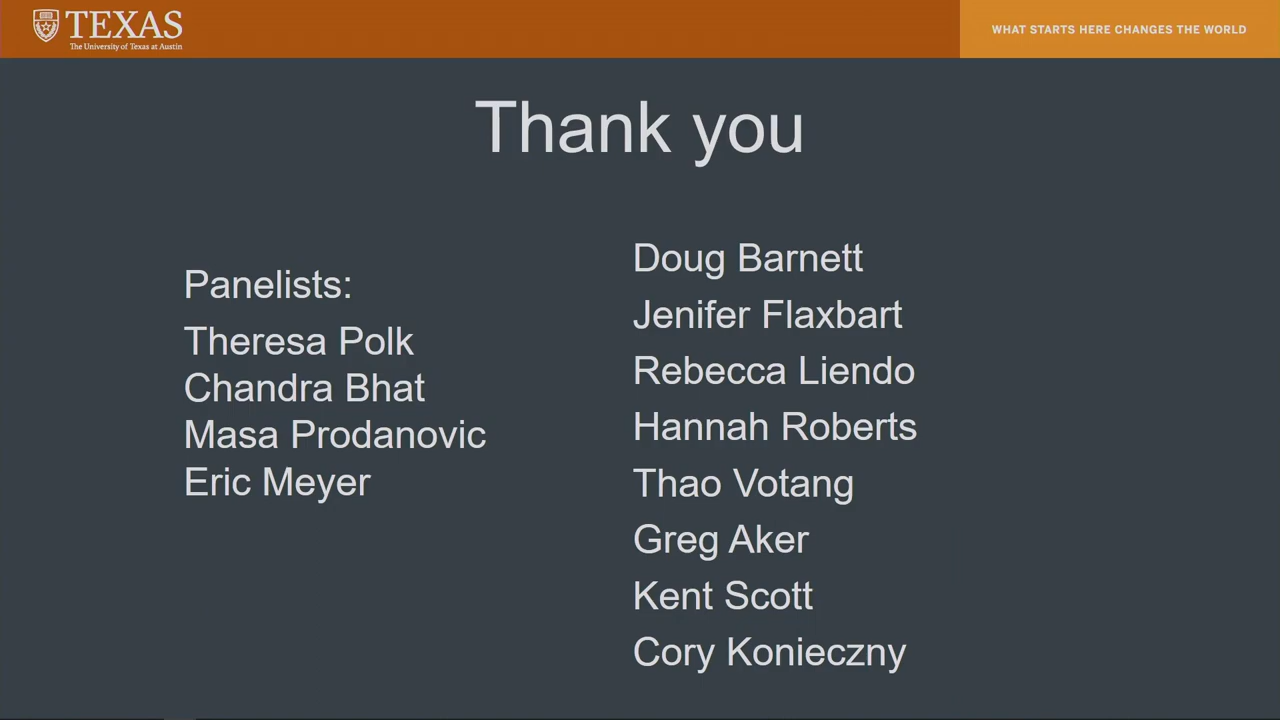 TEXAS
The University of Texas at Austin
WHAT STARTS HERE CHANGES THE WORLD
Thank you
Panelists:
Theresa Polk
Chandra Bhat
Masa Prodanovic
Eric Meyer
Doug Barnett
Jenifer Flaxbart
Rebecca Liendo
Hannah Roberts
Thao Votang
Greg Aker
Kent Scott
Cory Konieczny